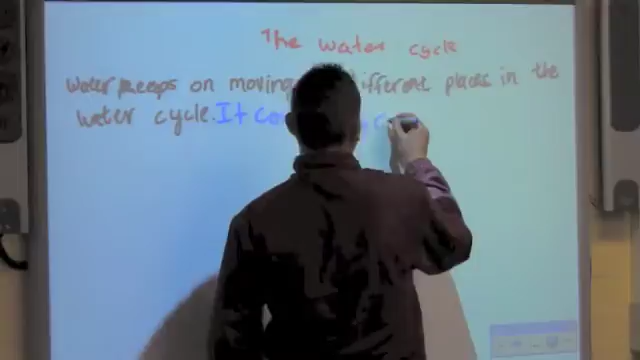 The water cycle
Water keeps on moving different places in the
water cycle. It